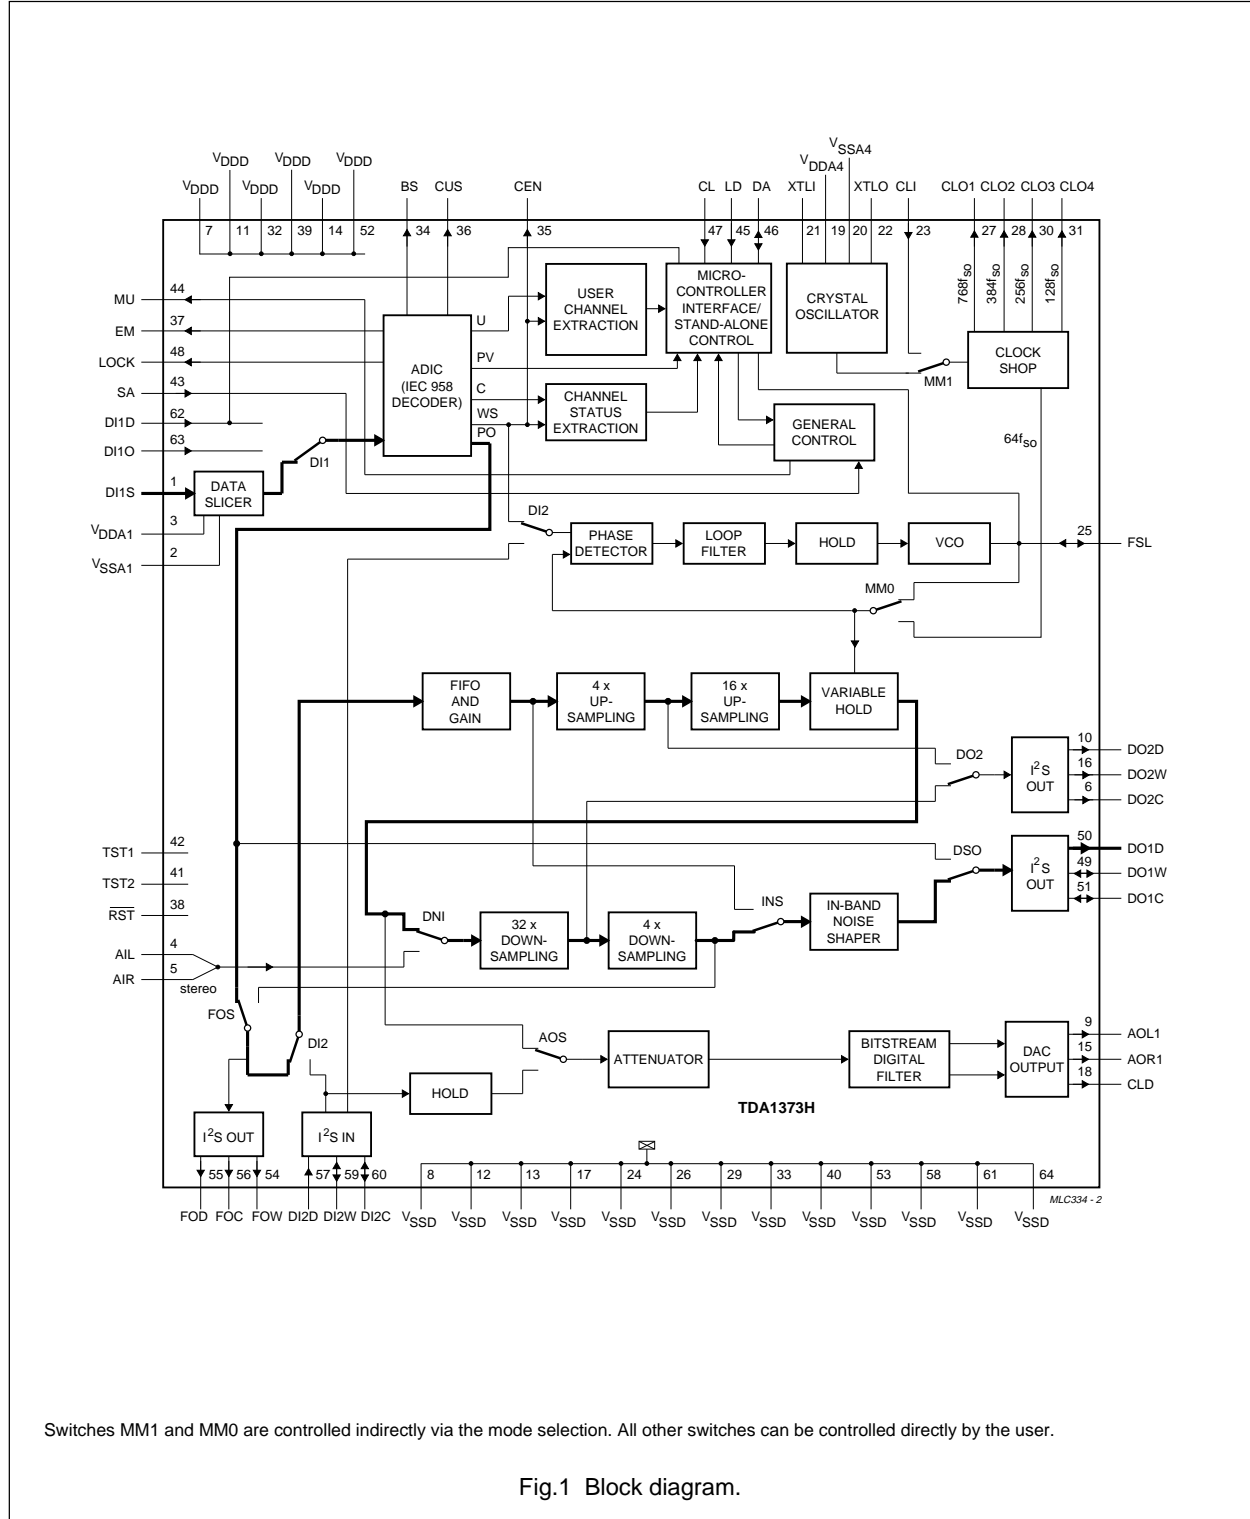 VSSA4
VDDD VDDD VDDD VDDA4
VDDD VDDD VDDD BS CUS CEN CL LD DA XTLI XTLO CLI CLO1 CLO2 CLO3 CLO4
7 11 32 39 14 52 34 36 35 47 45 46 21 19 20 22 23 27 28 30 31
768fso 384fso 256fso 128fso
MU 44
EM 37
LOCK 48
SA 43
DI1D 62
DI1O 63
DI1S 1
VDDA1 3
VSSA1 2
ADIC
(IEC 958
DECODER)
U
PV
C
WS
PO
USER
CHANNEL
EXTRACTION
CHANNEL
STATUS
EXTRACTION
MICRO-
CONTROLLER
INTERFACE/
STAND-ALONE
CONTROL
CRYSTAL
OSCILLATOR
MM1
CLOCK
SHOP
GENERAL
CONTROL
64fso
DI1
DATA
SLICER
DI2
PHASE
DETECTOR
LOOP
FILTER
HOLD
VCO
25 FSL
MM0
FIFO
AND
GAIN
4 x
UP-
SAMPLING
16 x
UP-
SAMPLING
VARIABLE
HOLD
DO2
I2S
OUT
10 DO2D
16 DO2W
6 DO2C
TST1 42
TST2 41
RST 38
AIL 4
AIR 5
stereo
DSO
I2S
OUT
50 DO1D
49 DO1W
51 DO1C
DNI
32 x
DOWN-
SAMPLING
4 x
DOWN-
SAMPLING
INS
IN-BAND
NOISE
SHAPER
FOS
DI2
AOS
ATTENUATOR
BITSTREAM
DIGITAL
FILTER
DAC
OUTPUT
9 AOL1
15 AOR1
18 CLD
HOLD
TDA1373H
I2S OUT
I2S IN
55 56 54 57 59 60 8 12 13 17 24 26 29 33 40 53 58 61 64
MLC334 - 2
FOD FOC FOW DI2D DI2W DI2C VSSD VSSD VSSD VSSD VSSD VSSD VSSD VSSD VSSD VSSD VSSD VSSD VSSD
Switches MM1 and MM0 are controlled indirectly via the mode selection. All other switches can be controlled directly by the user.
Fig.1 Block diagram.